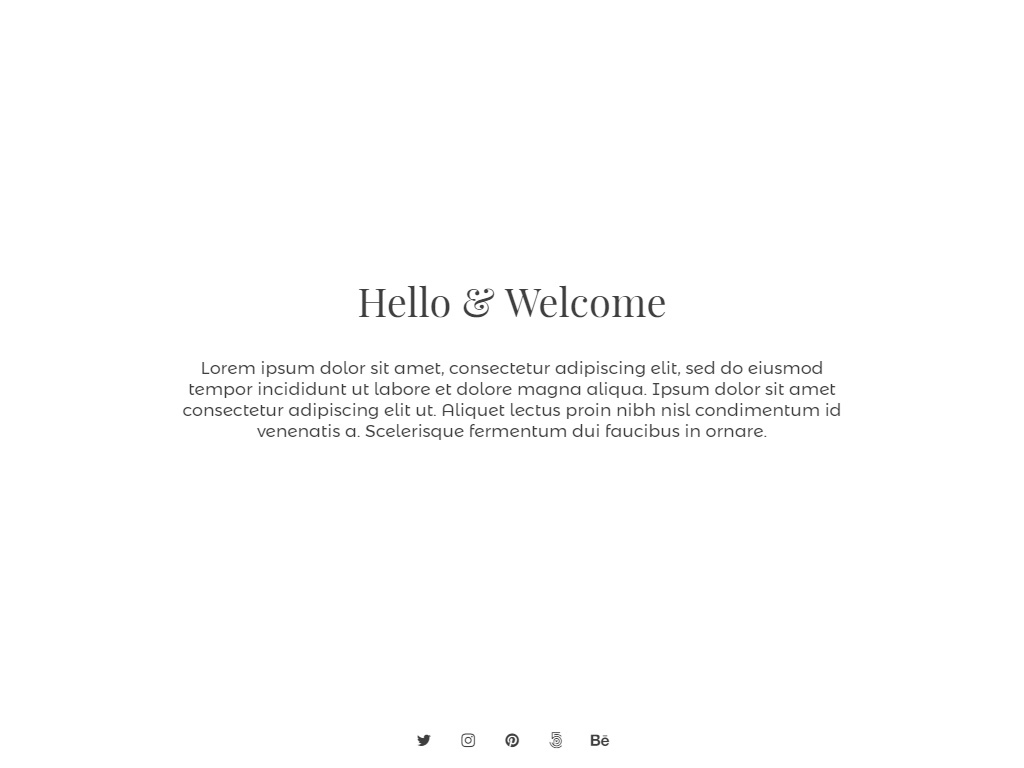 Hello & Welcome
Lorem ipsum dolor sit amet, consectetur adipiscing elit, sed do eiusmod
tempor incididunt ut labore et dolore magna aliqua. Ipsum dolor sit amet
consectetur adipiscing elit ut. Aliquet lectus proin nibh nisl condimentum id
venenatis a. Scelerisque fermentum dui faucibus in ornare.
5 Bē